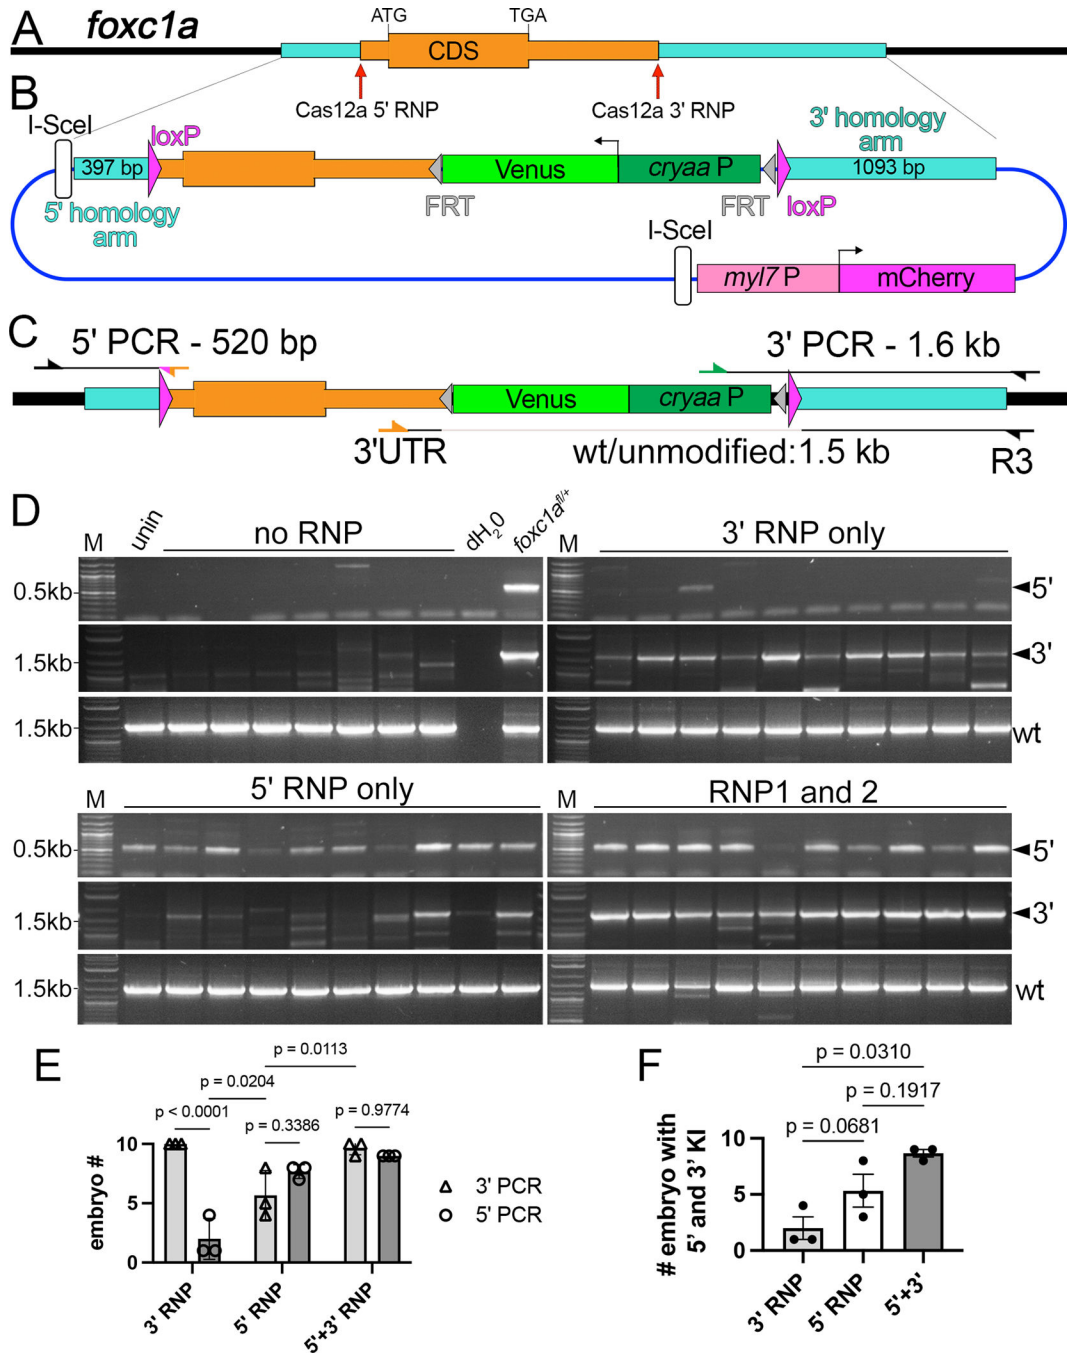 A
foxc1a
ATG
TGA
CDS
Cas12a 5' RNP
Cas12a 3' RNP
B
I-SceI
loxP
3' homology
arm
397 bp
Venus
cryaa P
1093 bp
5' homology
arm
FRT
FRT
loxP
I-SceI
myl7 P
mCherry
C
5' PCR - 520 bp
3' PCR - 1.6 kb
Venus
cryaa P
3'UTR
wt/unmodified:1.5 kb
R3
D
M
unin
no RNP
dH20
foxc1afl/+
M
3' RNP only
0.5kb
5'
1.5kb
3'
1.5kb
wt
M
5' RNP only
M
RNP1 and 2
0.5kb
5'
1.5kb
3'
1.5kb
wt
E
p = 0.0113
p = 0.0204
p < 0.0001
p = 0.3386
p = 0.9774
embryo #
10
5
0
3' PCR
5' PCR
3' RNP
5' RNP
5'+3' RNP
F
p = 0.0310
p = 0.1917
p = 0.0681
# embryo with
5' and 3' KI
10
5
0
3' RNP
5' RNP
5'+3'